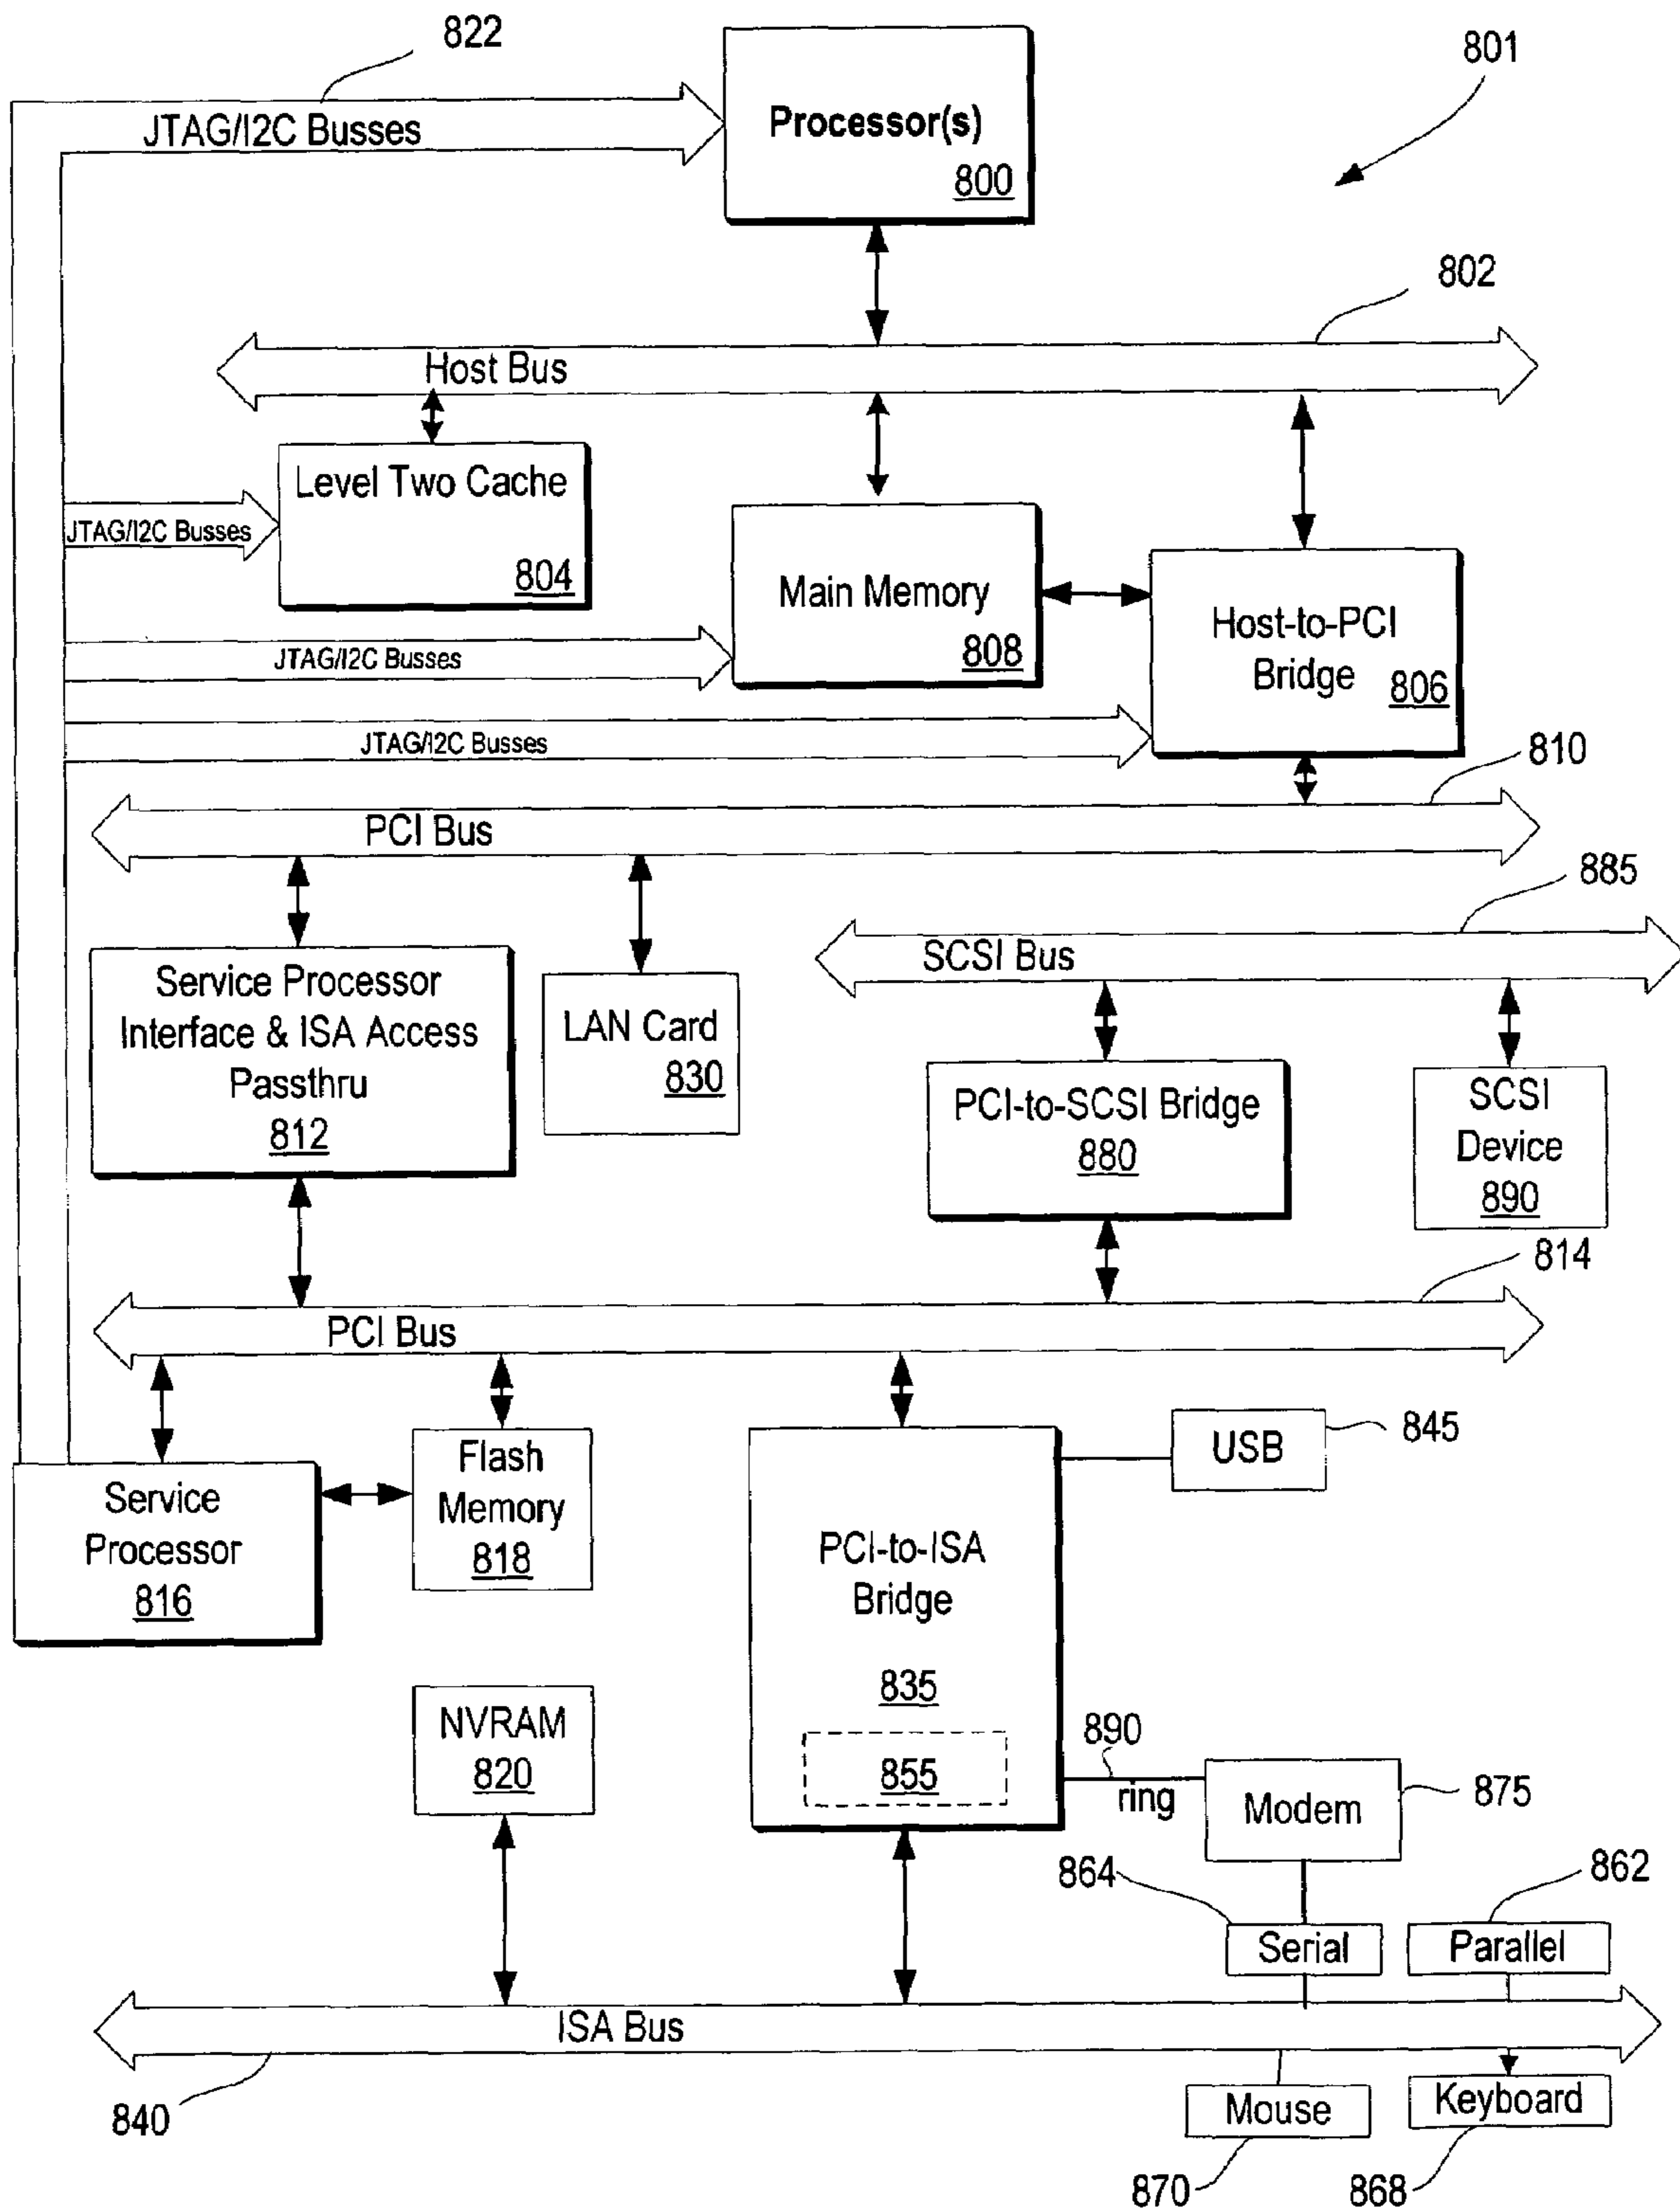 822
801
JTAG/I2C Busses
Processor(s)
800
802
Host Bus
Level Two Cache
804
JTAG/I2C Busses
Main Memory
808
Host-to-PCI
Bridge
806
JTAG/I2C Busses
JTAG/I2C Busses
810
PCI Bus
885
SCSI Bus
Service Processor
Interface & ISA Access
Passthru
812
LAN Card
830
PCI-to-SCSI Bridge
880
SCSI
Device
890
814
PCI Bus
845
USB
Service
Processor
816
Flash
Memory
818
PCI-to-ISA
Bridge
835
855
NVRAM
820
890
ring
Modem
875
864
862
Serial
Parallel
ISA Bus
840
Mouse
Keyboard
870
868